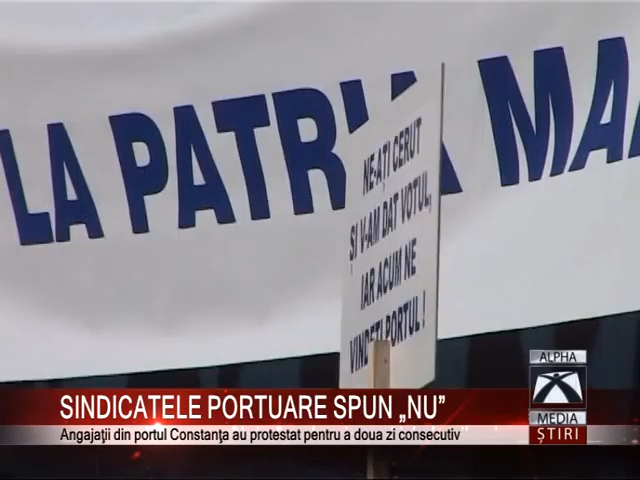 LA PATRIA MA
NE-AȚI CERUT
ȘI V-AM DAT VOTUL,
IAR ACUM NE
VINDEȚI PORTUL!
SINDICATELE PORTUARE SPUN „NU”
Angajaţii din portul Constanţa au protestat pentru a doua zi consecutiv
ALPHA
MEDIA
ȘTIRI